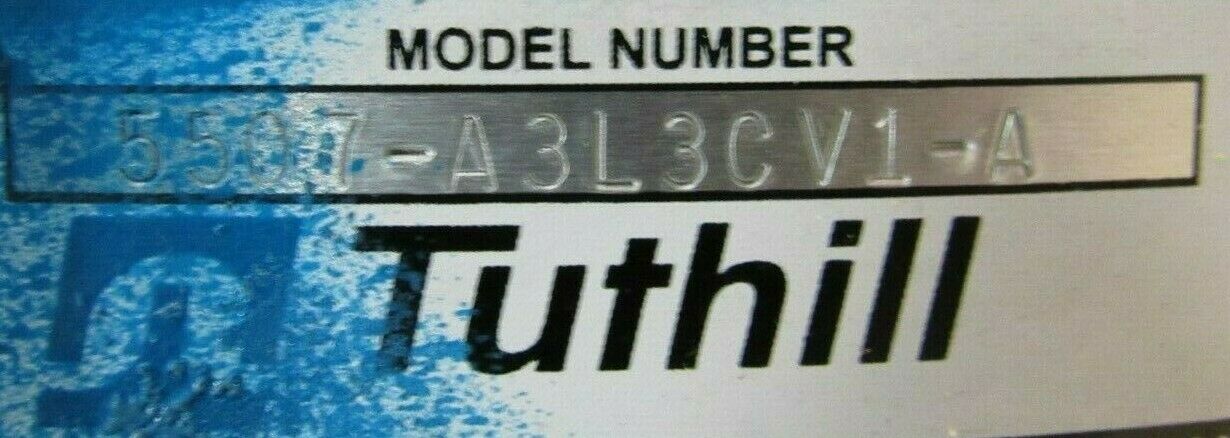 MODEL NUMBER
5507-A3L3CV1-A
Tuthill